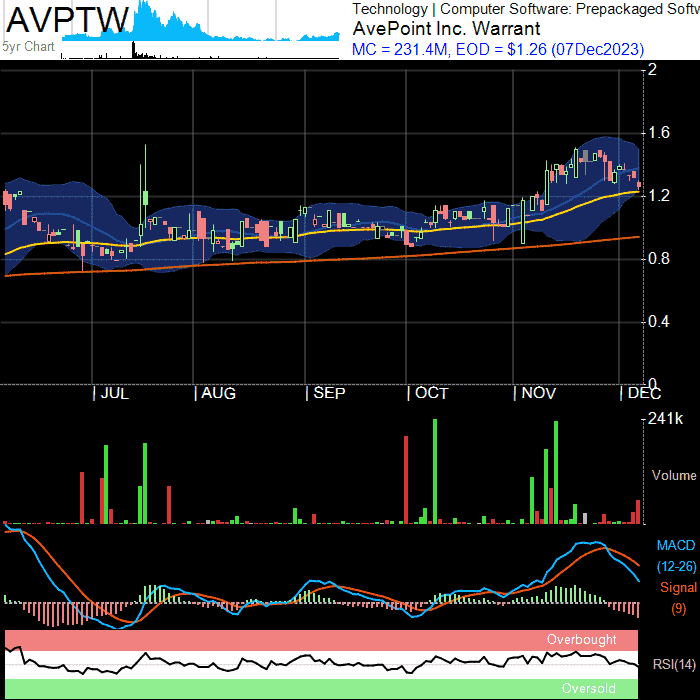 AVPTW
5yr Chart
Technology | Computer Software: Prepackaged Softw
AvePoint Inc. Warrant
MC = 231.4M, EOD = $1.26 (07Dec2023)
2
1.6
1.2
0.8
0.4
0
JUL
AUG
SEP
OCT
NOV
DEC
241k
Volume
MACD
(12-26)
Signal
(9)
Overbought
RSI(14)
Oversold